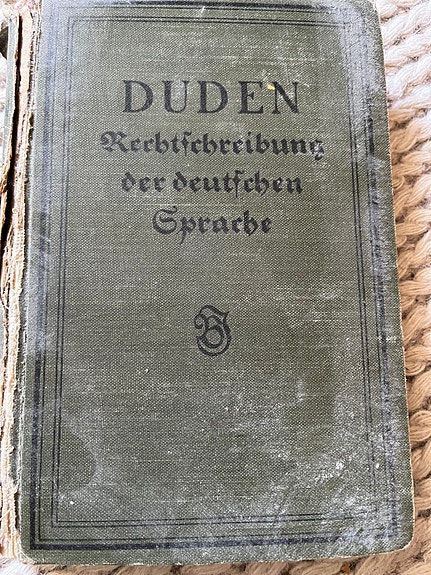 DUDEN
Rechtſchreibung
der deutſchen
Sprache
B